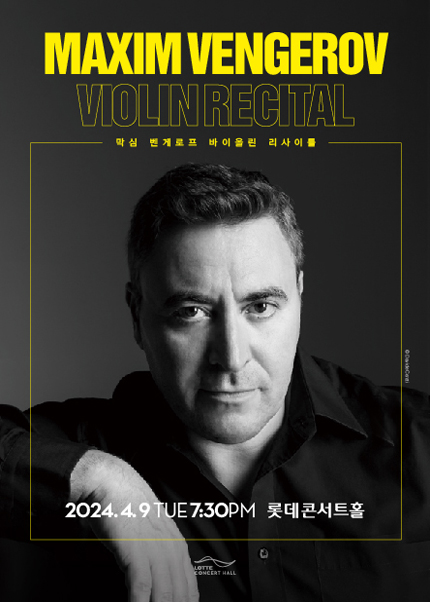 MAXIM VENGEROV
VIOLIN RECITAL
막심 벤게로프 바이올린 리사이틀
2024. 4. 9 TUE 7:30PM 롯데콘서트홀
LOTTE
CONCERT HALL